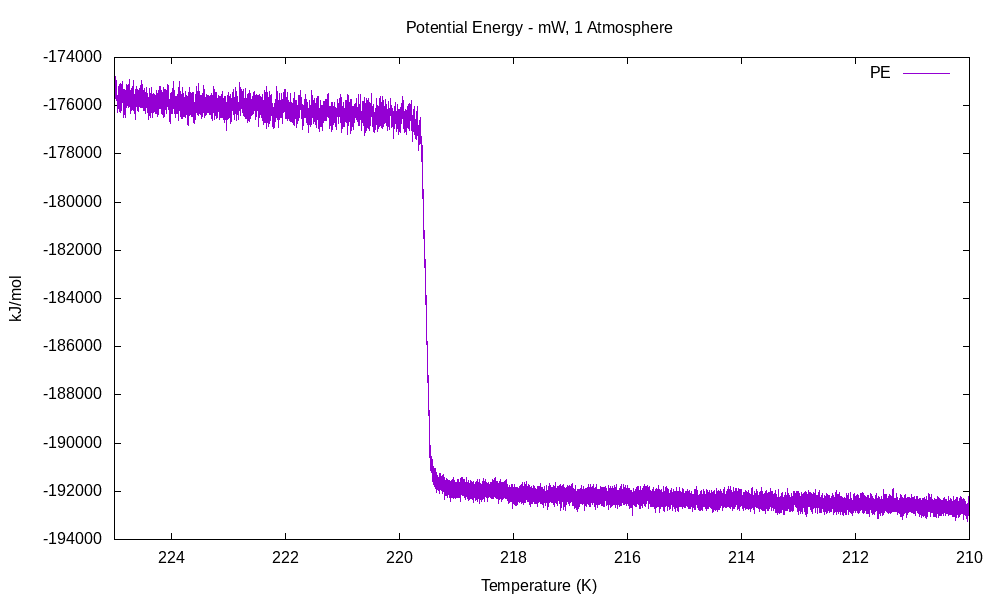 Potential Energy - mW, 1 Atmosphere
PE
-174000
-176000
-178000
-180000
-182000
-184000
-186000
-188000
-190000
-192000
-194000
kJ/mol
224 222 220 218 216 214 212 210
Temperature (K)